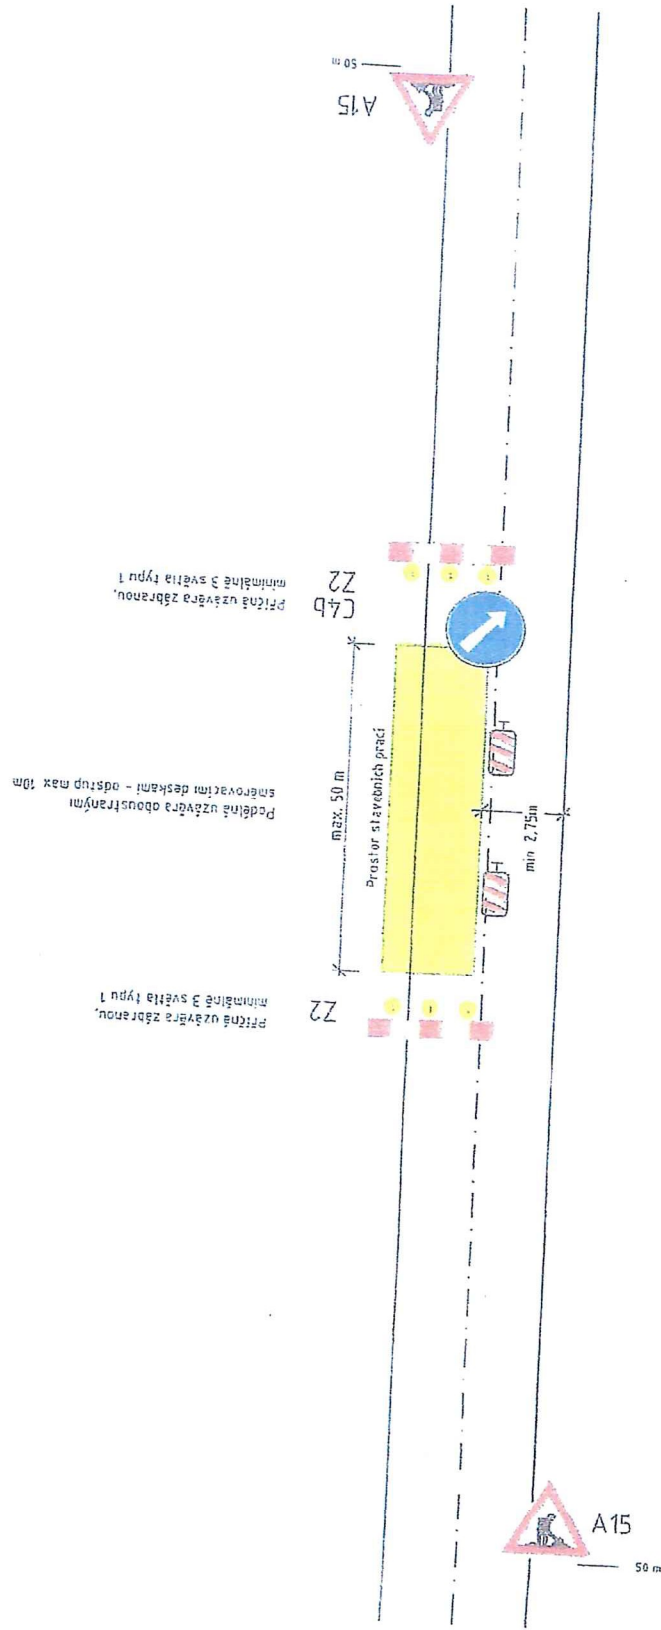 50 m
A15
Příčná uzávěra zábranou,
minimálně 3 světla typu 1
C4b
Z2
Podélná uzávěra oboustrannými
směrovacími deskami - odstup max 10m
max. 50 m
Prostor stavebních prací
min 2,75m
Příčná uzávěra zábranou,
minimálně 3 světla typu 1
Z2
A15
50 m